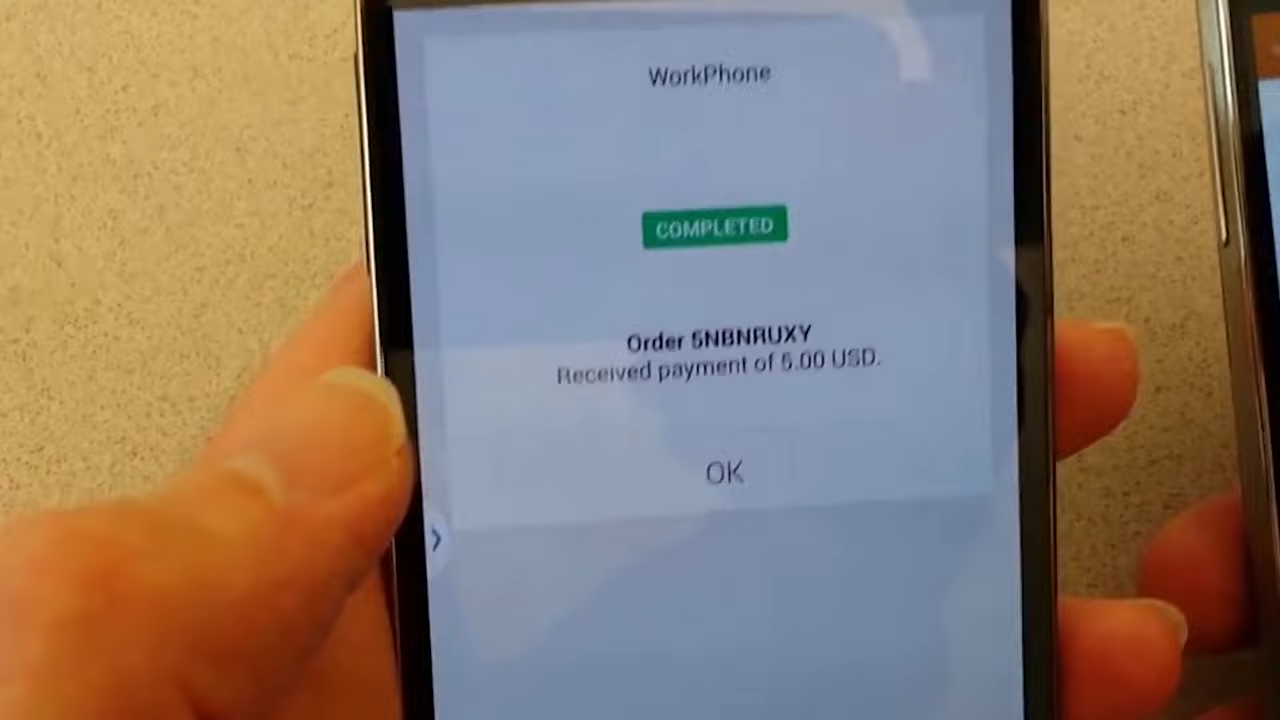 WorkPhone
COMPLETED
Order 5NBNRUXY
Received payment of 5.00 USD.
OK